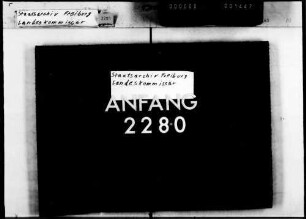 Staatsarchiv Freiburg
Landeskommissär
Staatsarchiv Freiburg
Landeskommissär
ANFANG
2280